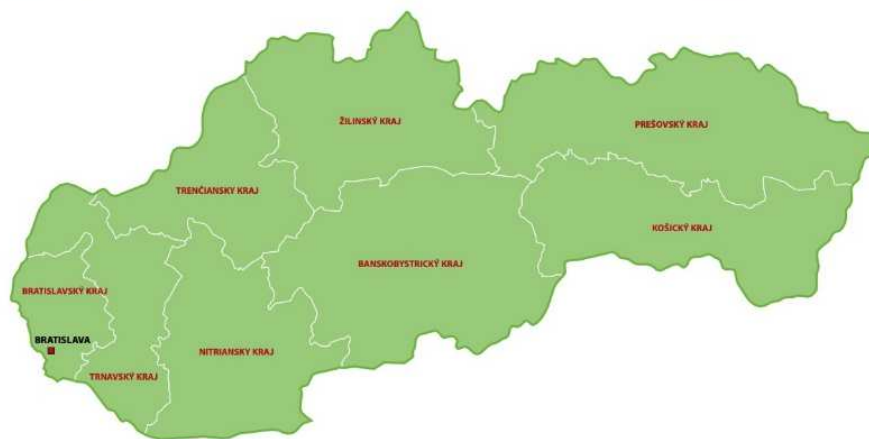 ŽILINSKÝ KRAJ
PREŠOVSKÝ KRAJ
TRENČIANSKY KRAJ
KOŠICKÝ KRAJ
BANSKOBYSTRICKÝ KRAJ
BRATISLAVSKÝ KRAJ
BRATISLAVA
NITRIANSKY KRAJ
TRNAVSKÝ KRAJ